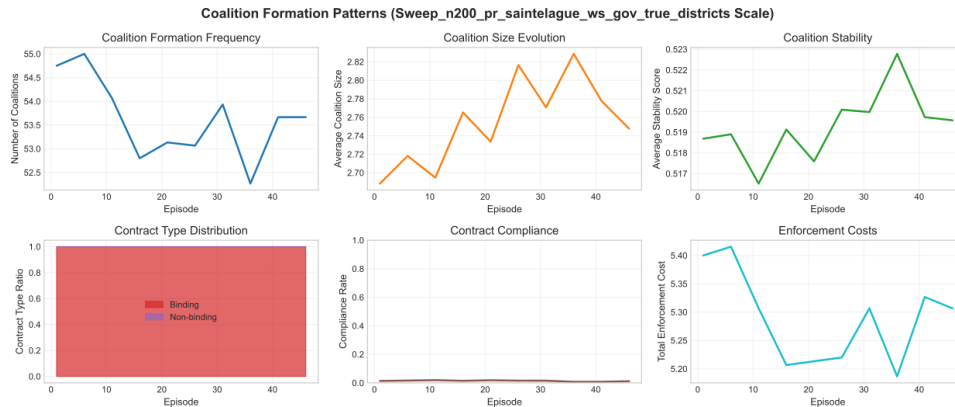 Coalition Formation Patterns (Sweep_n200_pr_saintelague_ws_gov_true_districts Scale)
Coalition Formation Frequency
Number of Coalitions
55.0
54.5
54.0
53.5
53.0
52.5
0 10 20 30 40
Episode
Coalition Size Evolution
Average Coalition Size
2.82
2.80
2.78
2.76
2.74
2.72
2.70
0 10 20 30 40
Episode
Coalition Stability
Average Stability Score
0.523
0.522
0.521
0.520
0.519
0.518
0.517
0 10 20 30 40
Episode
Contract Type Distribution
Contract Type Ratio
1.0
0.8
0.6
0.4
0.2
0.0
Binding
Non-binding
0 10 20 30 40
Episode
Contract Compliance
Compliance Rate
1.0
0.8
0.6
0.4
0.2
0.0
0 10 20 30 40
Episode
Enforcement Costs
Total Enforcement Cost
5.40
5.35
5.30
5.25
5.20
0 10 20 30 40
Episode